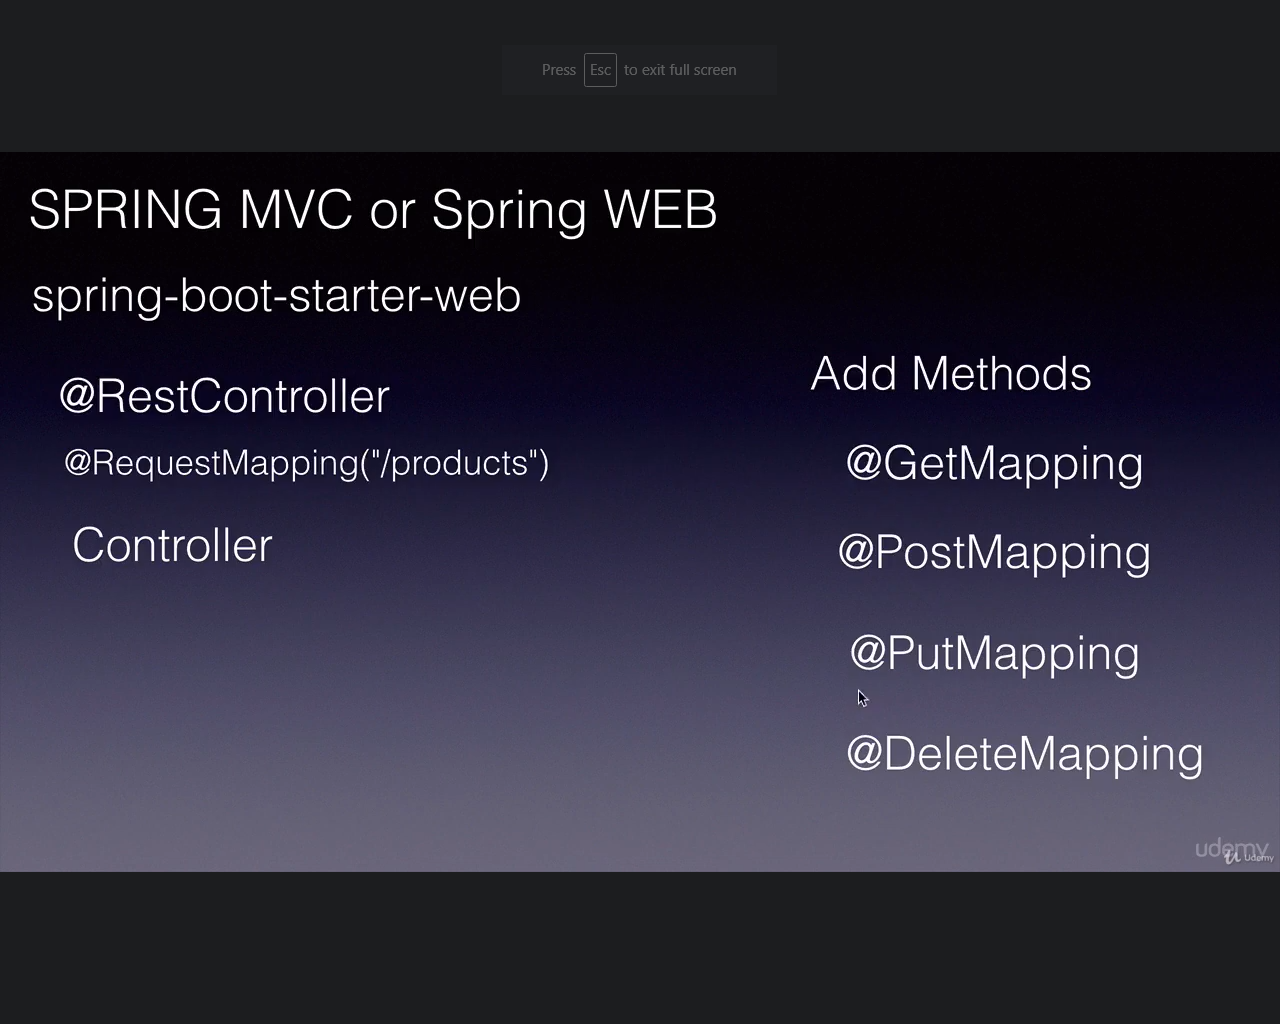 Press Esc to exit full screen
SPRING MVC or Spring WEB
spring-boot-starter-web
@RestController
@RequestMapping("/products")
Controller
Add Methods
@GetMapping
@PostMapping
@PutMapping
@DeleteMapping
udemy
Udemy